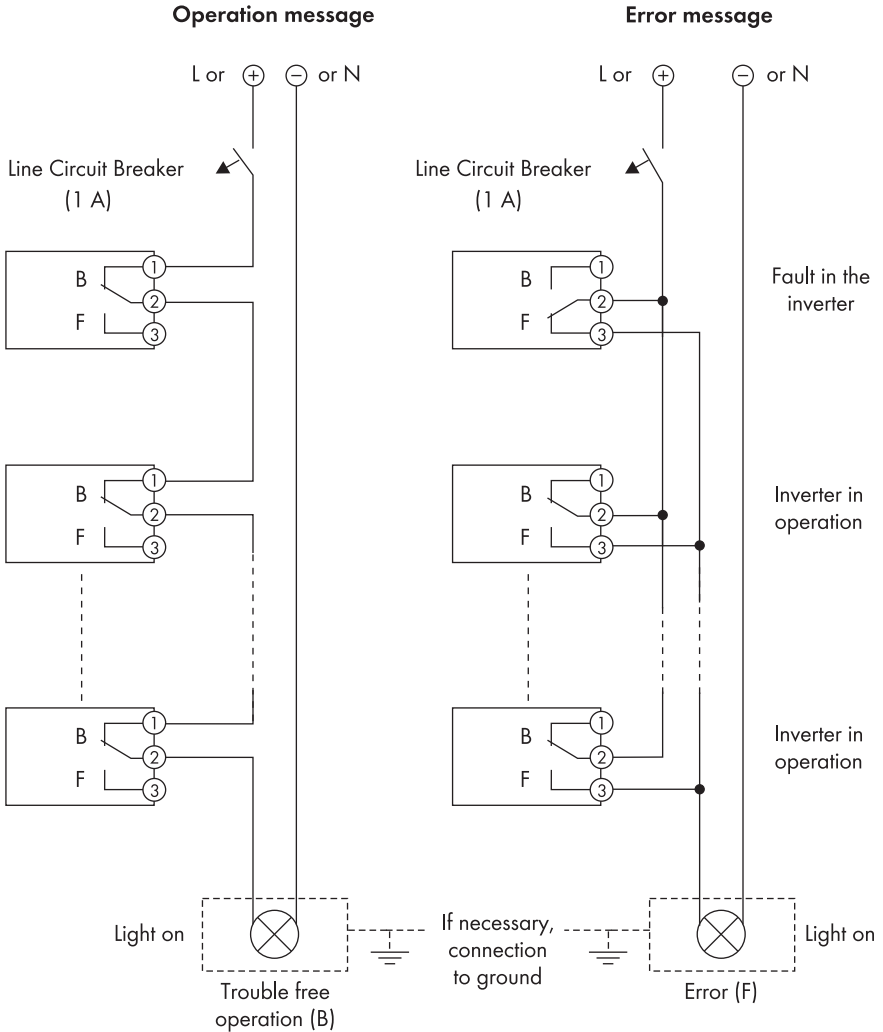 Operation message
L or + − or N
Line Circuit Breaker
(1 A)
B
F
1
2
3
B
F
1
2
3
B
F
1
2
3
Light on
Trouble free
operation (B)
If necessary,
connection
to ground
Error message
L or + − or N
Line Circuit Breaker
(1 A)
B
F
1
2
3
Fault in the
inverter
B
F
1
2
3
Inverter in
operation
B
F
1
2
3
Inverter in
operation
Light on
Error (F)